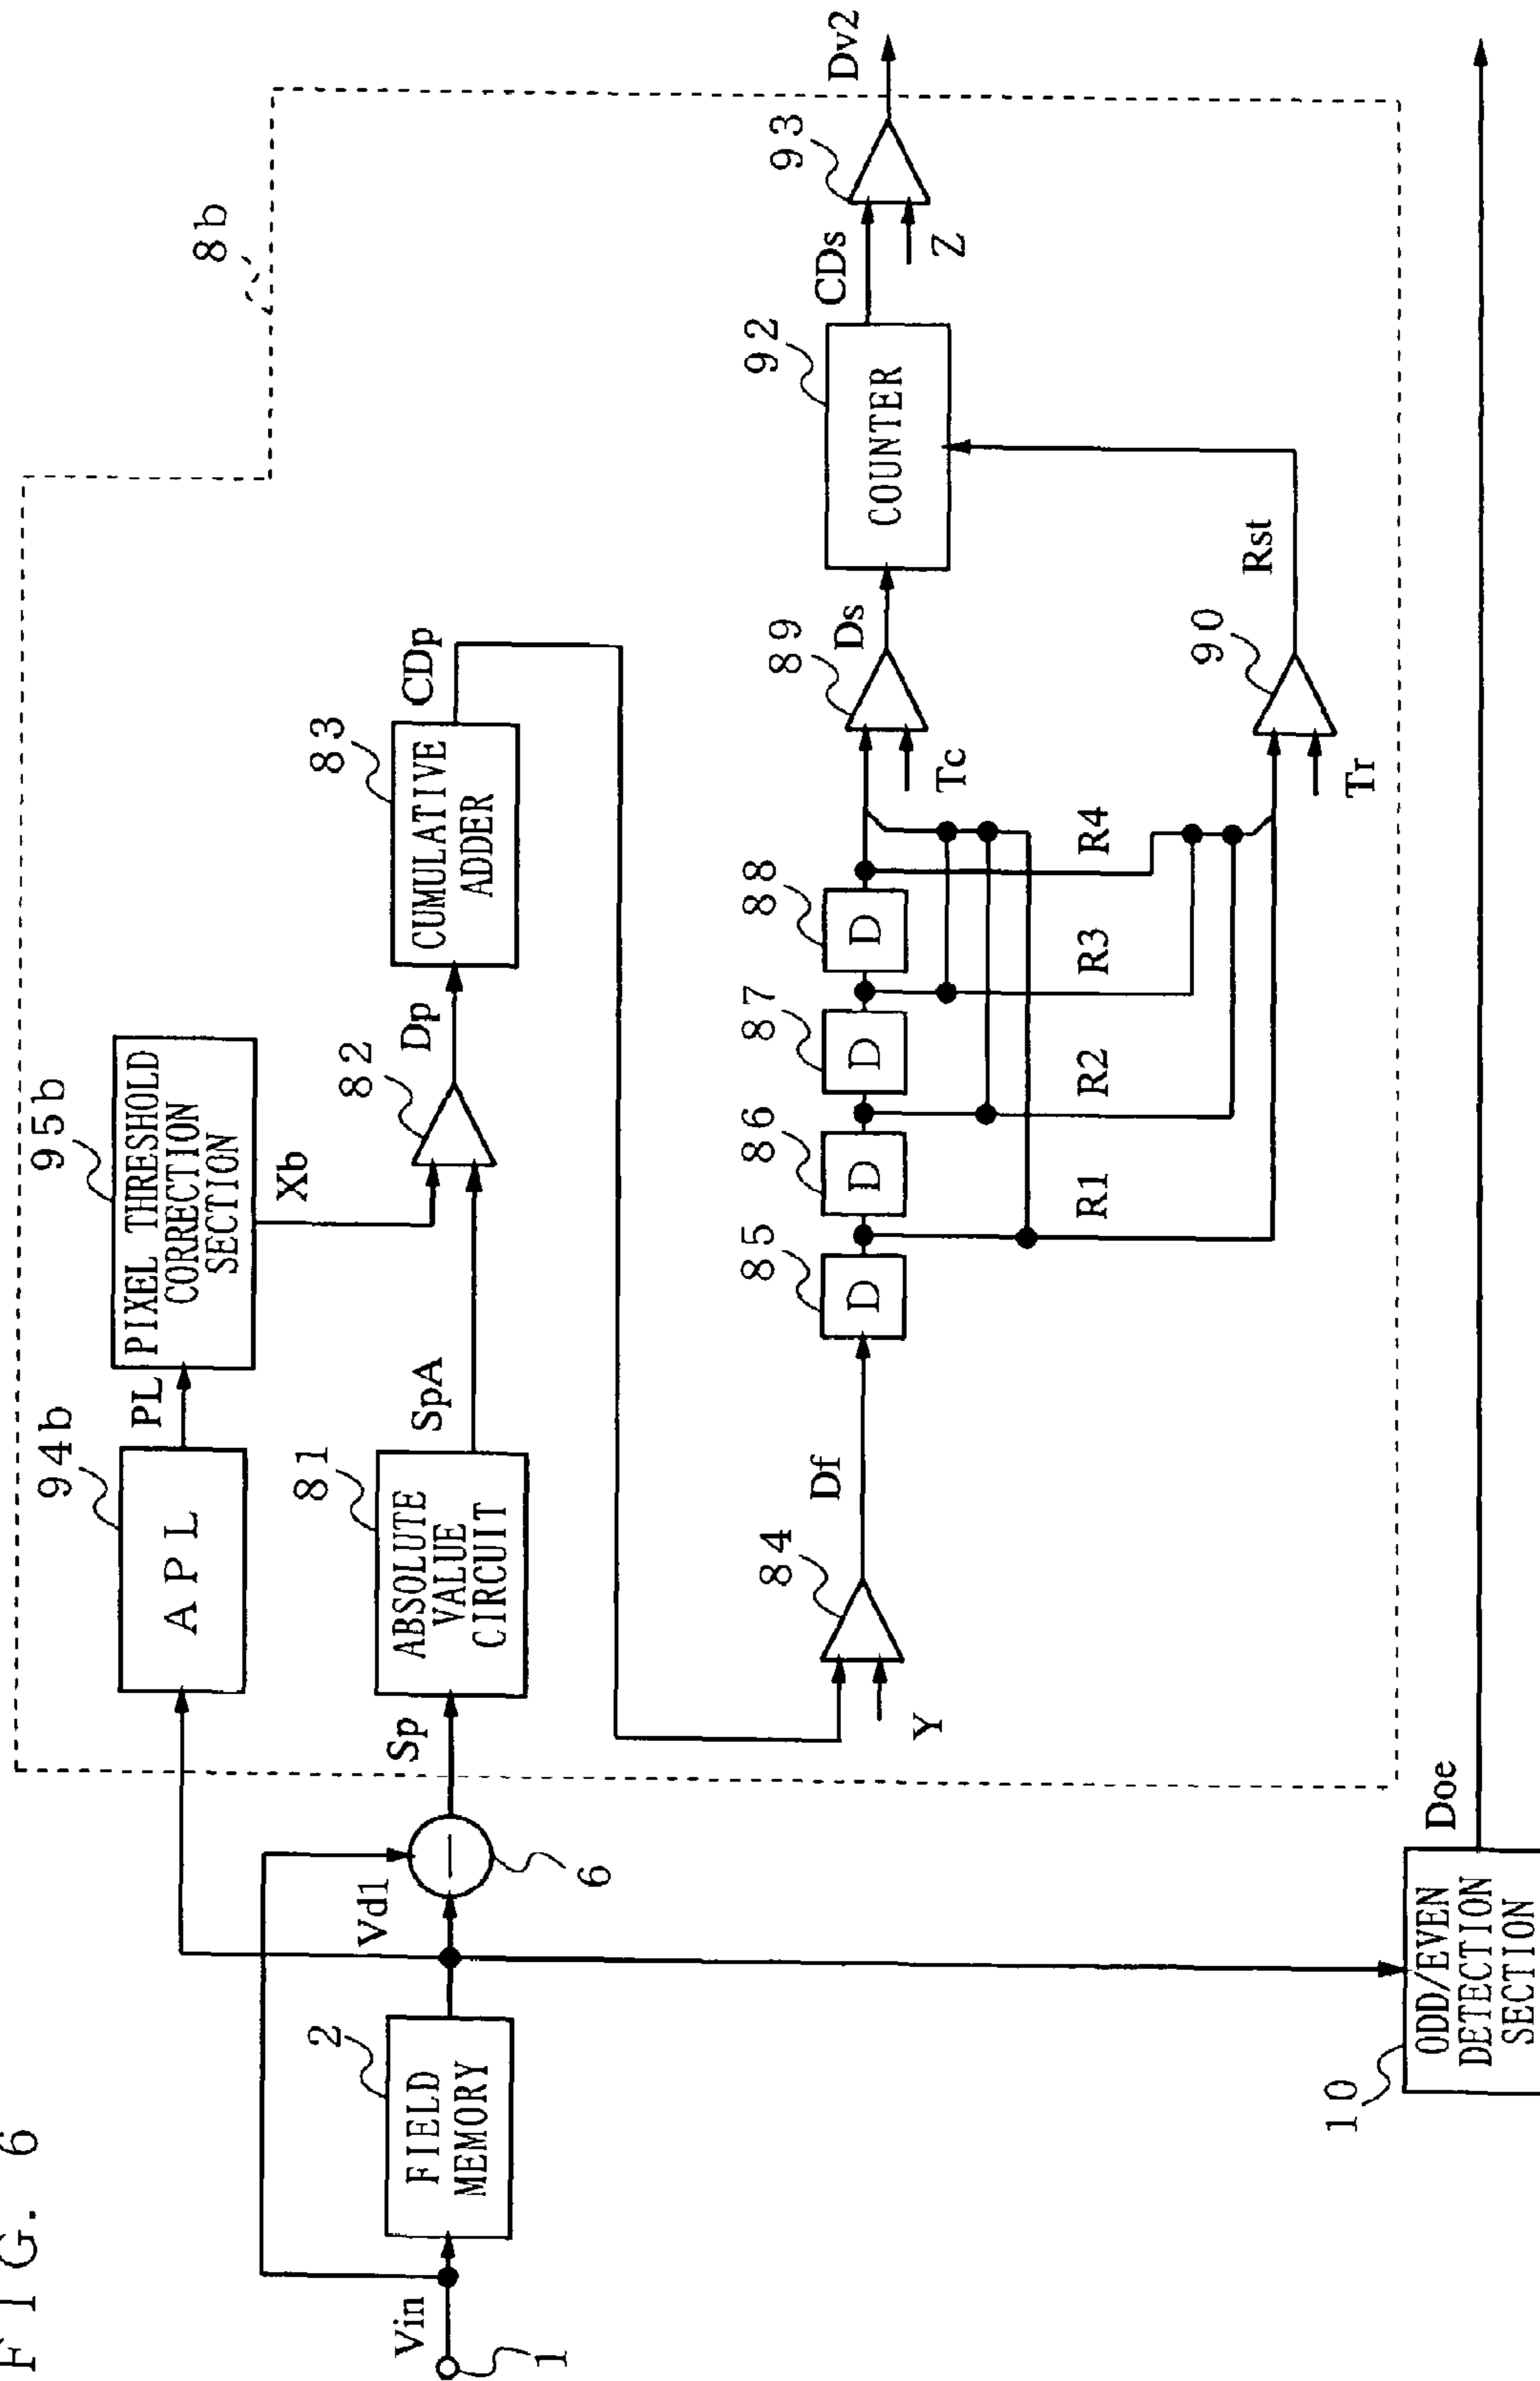 FIG. 6
8b
94b
APL
PL
95b
PIXEL THRESHOLD
CORRECTION
SECTION
Xb
Vin
1
2
FIELD
MEMORY
Vd1
6
Sp
81
ABSOLUTE
VALUE
CIRCUIT
SpA
82
Dp
83
CUMULATIVE
ADDER
CDp
84
Y
Df
85
D
86
D
87
D
88
D
R1
R2
R3
R4
89
Tc
Ds
90
Tr
Rst
92
COUNTER
CDs
93
Z
Dv2
10
ODD/EVEN
DETECTION
SECTION
Doe